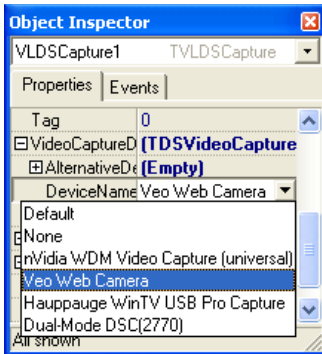 Object Inspector
VLDSCapture1 TVLDSCapture
Properties Events
Tag 0
VideoCaptureD (TDSVideoCapture
AlternativeDe (Empty)
DeviceName Veo Web Camera
Default
None
nVidia WDM Video Capture (universal)
Veo Web Camera
Hauppauge WinTV USB Pro Capture
Dual-Mode DSC(2770)
All shown